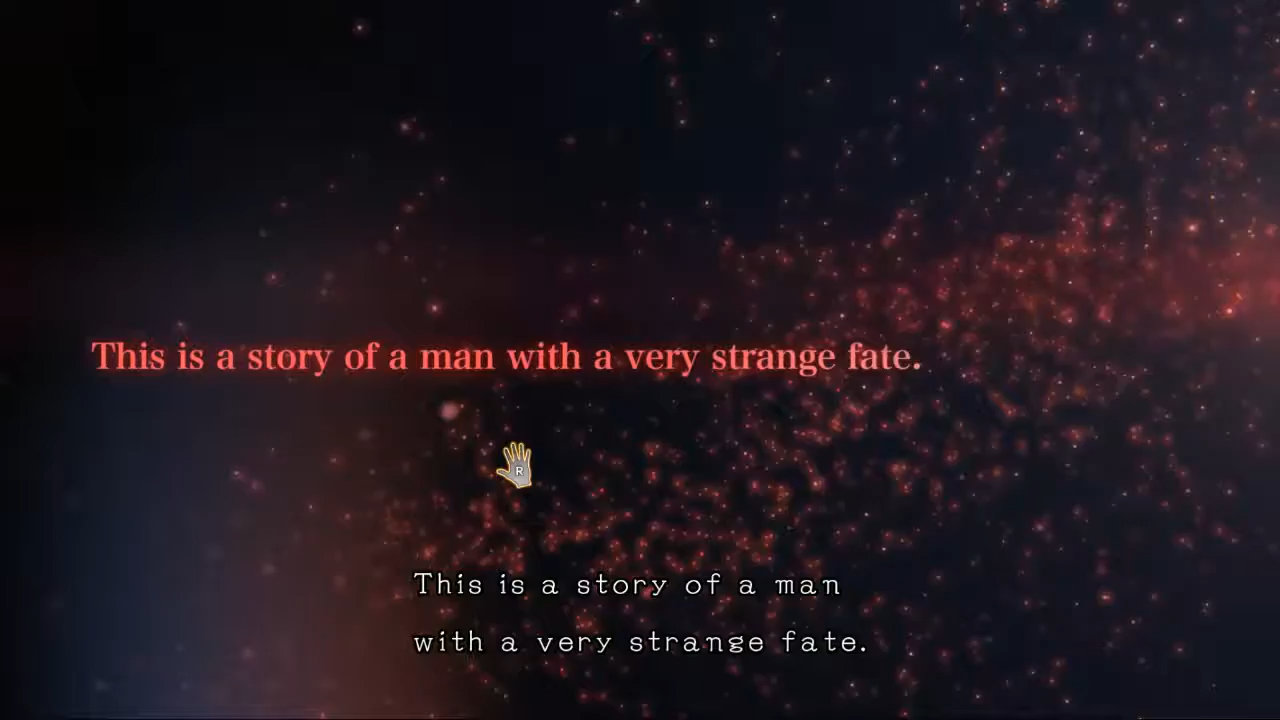 This is a story of a man with a very strange fate.
R
This is a story of a man
with a very strange fate.